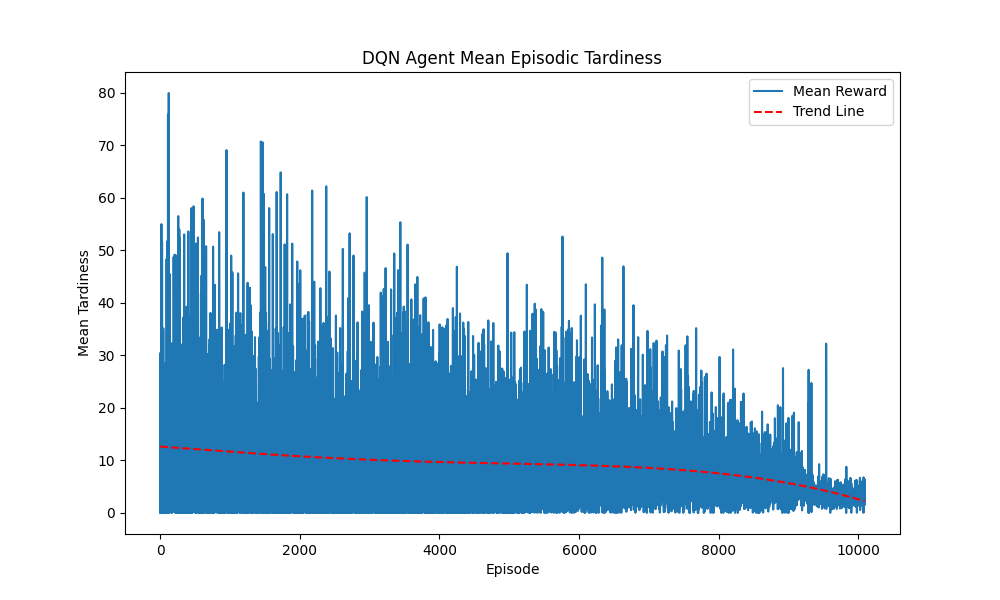 DQN Agent Mean Episodic Tardiness
Mean Reward
Trend Line
Mean Tardiness
80
70
60
50
40
30
20
10
0
0 2000 4000 6000 8000 10000
Episode